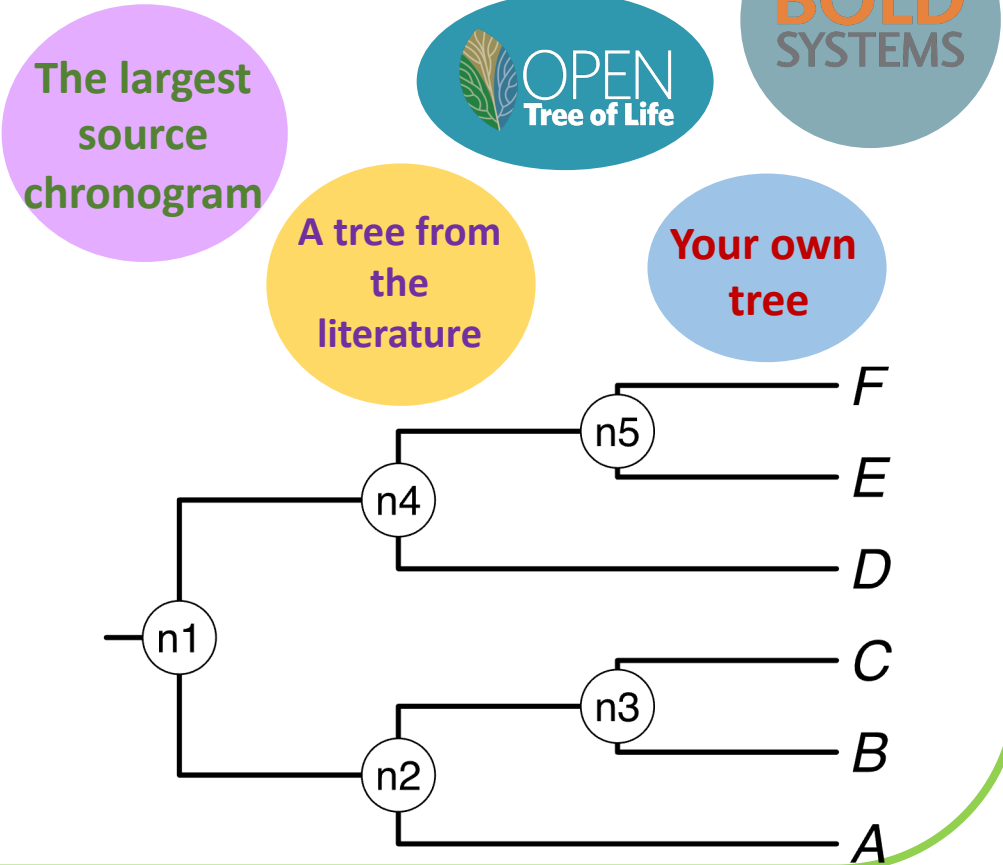 BOLD
SYSTEMS
The largest
source
chronogram
OPEN
Tree of Life
A tree from
the
literature
Your own
tree
F
n5
E
n4
D
n1
C
n3
B
n2
A